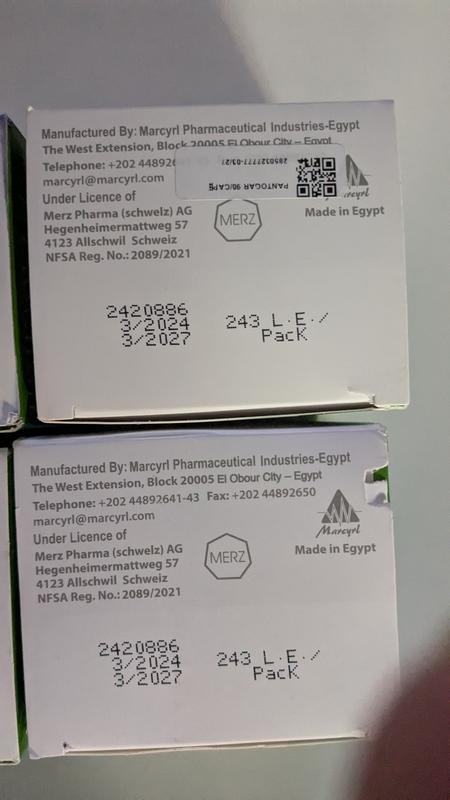 Manufactured By: Marcyrl Pharmaceutical Industries-Egypt
The West Extension, Block 20005 El Obour City – Egypt
Telephone: +202 44892
marcyrl@marcyrl.com
PANTOGAR 90/CAPS
Under Licence of
Merz Pharma (schweiz) AG
Hegenheimermattweg 57
4123 Allschwil Schweiz
NFSA Reg. No.: 2089/2021
MERZ
Made in Egypt
2420886
3/2024
3/2027
243 L.E./
Pack
Manufactured By: Marcyrl Pharmaceutical Industries-Egypt
The West Extension, Block 20005 El Obour City – Egypt
Telephone: +202 44892641-43 Fax: +202 44892650
marcyrl@marcyrl.com
Marcyrl
Under Licence of
Merz Pharma (schweiz) AG
Hegenheimermattweg 57
4123 Allschwil Schweiz
NFSA Reg. No.: 2089/2021
MERZ
Made in Egypt
2420886
3/2024
3/2027
243 L.E./
Pack